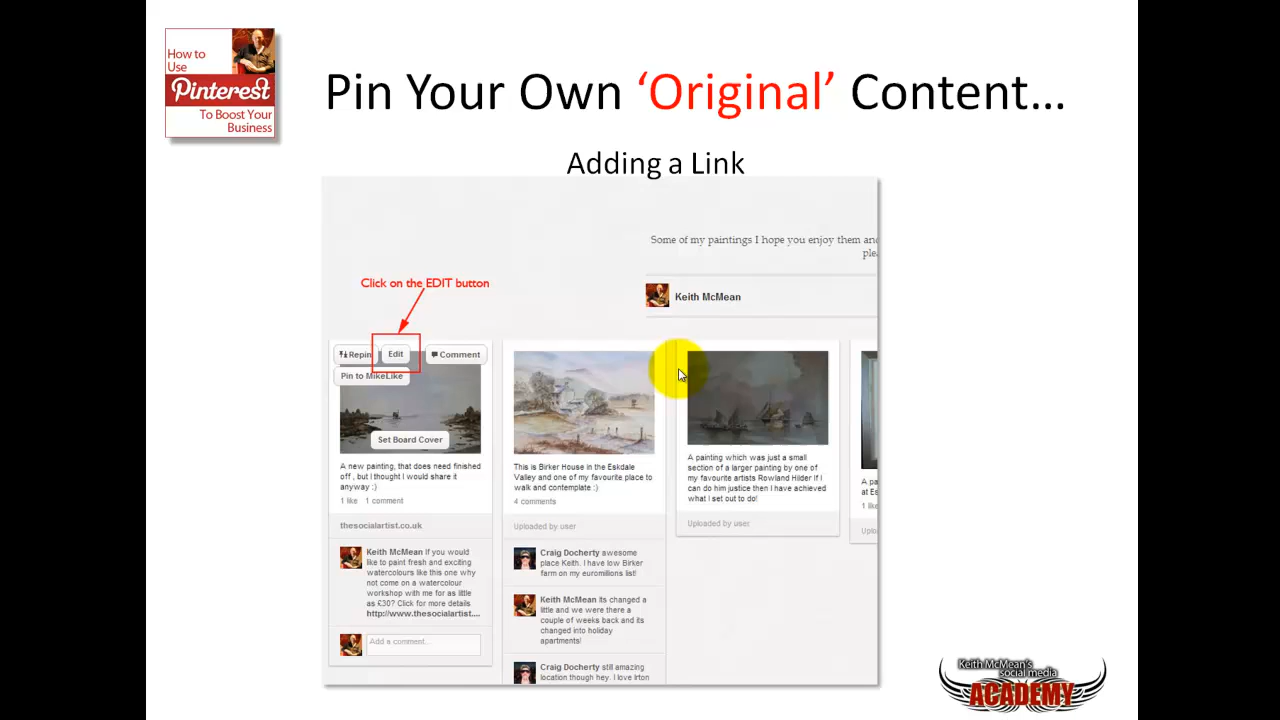 How to
Use
Pinterest
To Boost Your
Business
Pin Your Own ‘Original’ Content...
Adding a Link
Some of my paintings I hope you enjoy them and
plea
Click on the EDIT button
Keith McMean
Repin
Edit
Comment
Pin to MikeLike
Set Board Cover
A new painting, that does need finished
off , but I thought I would share it
anyway :)
1 like 1 comment
thesocialartist.co.uk
Keith McMean If you would
like to paint fresh and exciting
watercolours like this one why
not come on a watercolour
workshop with me for as little
as £30? Click for more details
http://www.thesocialartist....
Add a comment...
This is Birker House in the Eskdale
Valley and one of my favourite place to
walk and contemplate :)
4 comments
Uploaded by user
Craig Docherty awesome
place Keith. I have low Birker
farm on my euromillions list!
Keith McMean its changed a
little and we were there a
couple of weeks back and its
changed into holiday
apartments!
Craig Docherty still amazing
location though hey. I love Irton
A painting which was just a small
section of a larger painting by one of
my favourite artists Rowland Hilder If I
can do him justice then I have achieved
what I set out to do!
Uploaded by user
A pa
at Es
1 like
Uplo
Keith McMean's
social media
ACADEMY